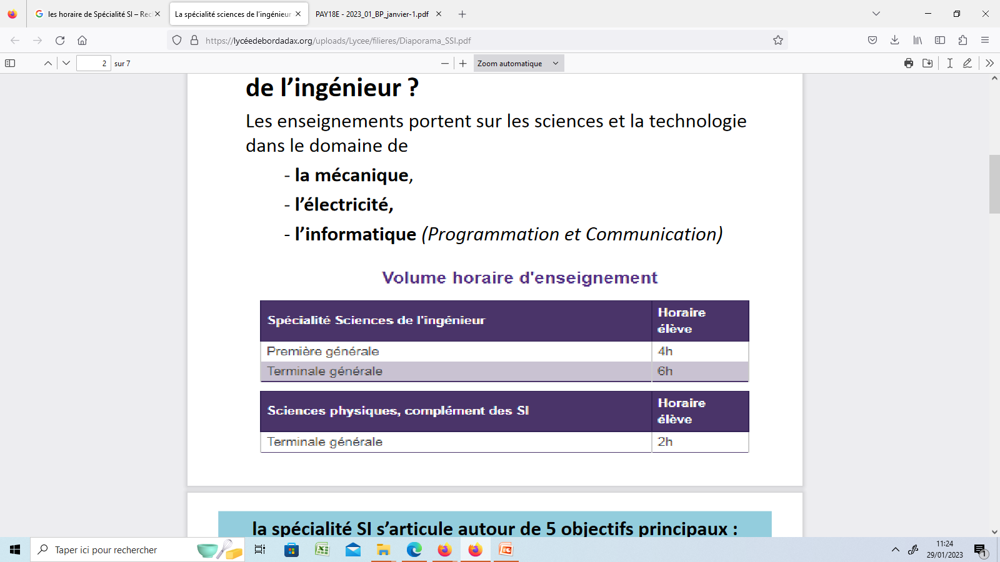 les horaire de Spécialité SI – Rec
La spécialité sciences de l'ingénieur
PAY18E - 2023_01_BP_janvier-1.pdf
https://lycéedebordadax.org/uploads/Lycee/filieres/Diaporama_SSI.pdf
2 sur 7
Zoom automatique
de l'ingénieur ?
Les enseignements portent sur les sciences et la technologie
dans le domaine de
- la mécanique,
- l'électricité,
- l'informatique (Programmation et Communication)
Volume horaire d'enseignement
Spécialité Sciences de l'ingénieur
Horaire
élève
Première générale 4h
Terminale générale 6h
Sciences physiques, complément des SI
Horaire
élève
Terminale générale 2h
la spécialité SI s'articule autour de 5 objectifs principaux :
Taper ici pour rechercher
11:24
29/01/2023
1